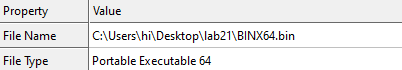 Property Value
File Name C:\Users\hi\Desktop\lab21\BINX64.bin
File Type Portable Executable 64